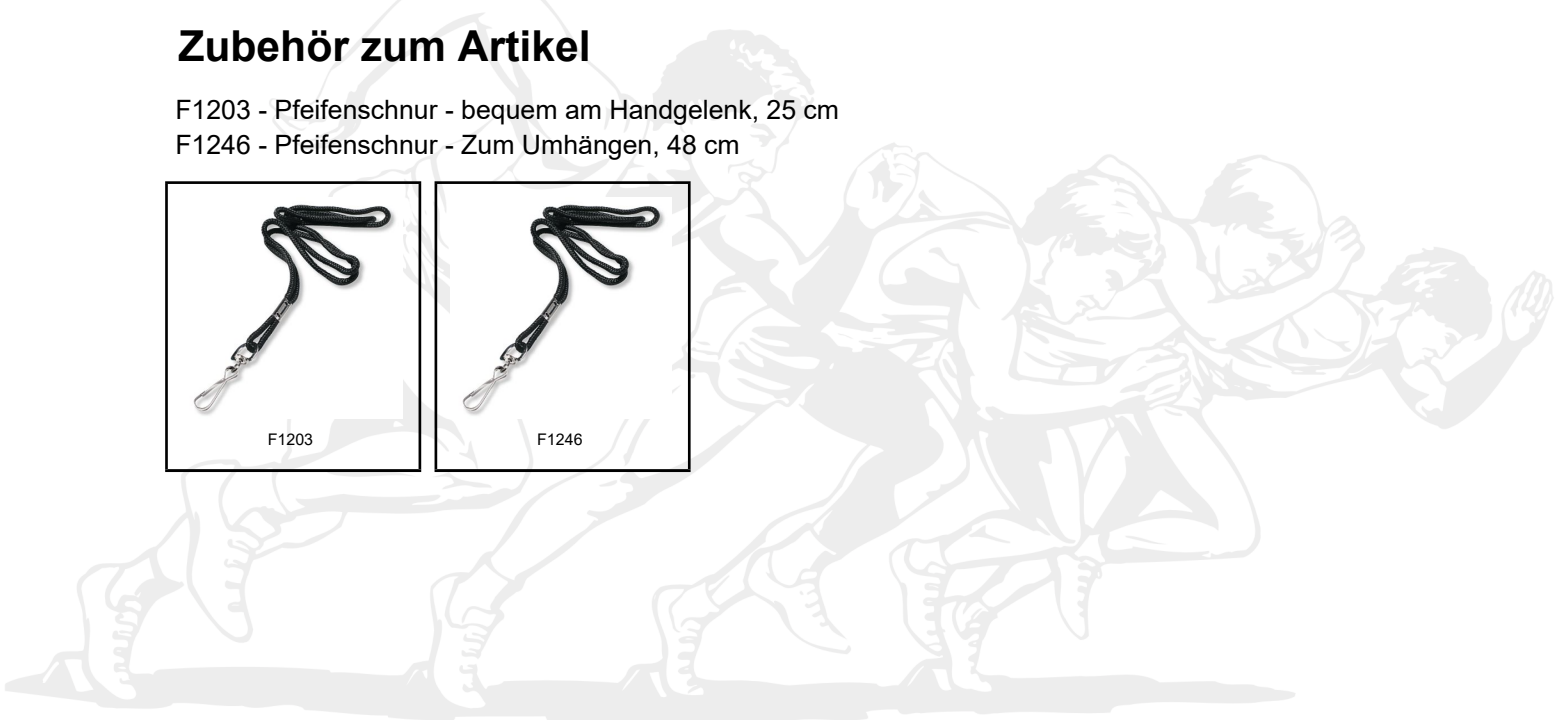 Zubehör zum Artikel
F1203 - Pfeifenschnur - bequem am Handgelenk, 25 cm
F1246 - Pfeifenschnur - Zum Umhängen, 48 cm
F1203
F1246